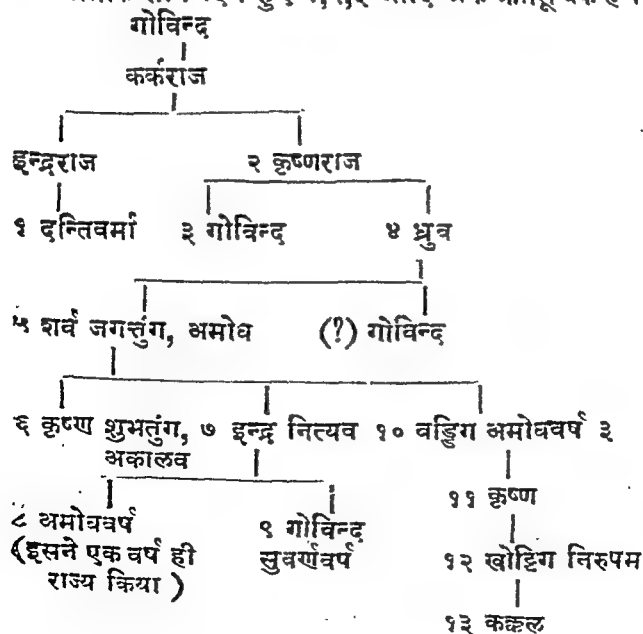 गोविन्द
कर्कराज
इन्द्रराज २ कृष्णराज
१ दन्तिवर्मा ३ गोविन्द ४ ध्रुव
५ शर्व जगत्तुंग, अमोघ (?) गोविन्द
६ कृष्ण शुभतुंग, ७ इन्द्र नित्यव १० वड्डिग अमोघवर्ष ३
अकालव
८ अमोघवर्ष ९ गोविन्द ११ कृष्ण
(इसने एक वर्ष ही सुवर्णवर्ष १२ खोट्टिग निरुपम
राज्य किया)
१३ कक्कल